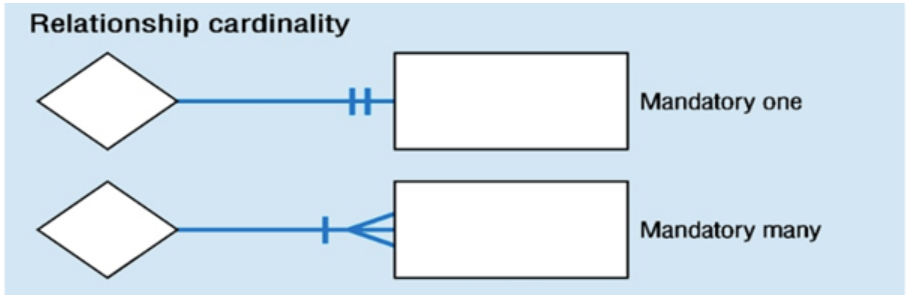 Relationship cardinality
Mandatory one
Mandatory many